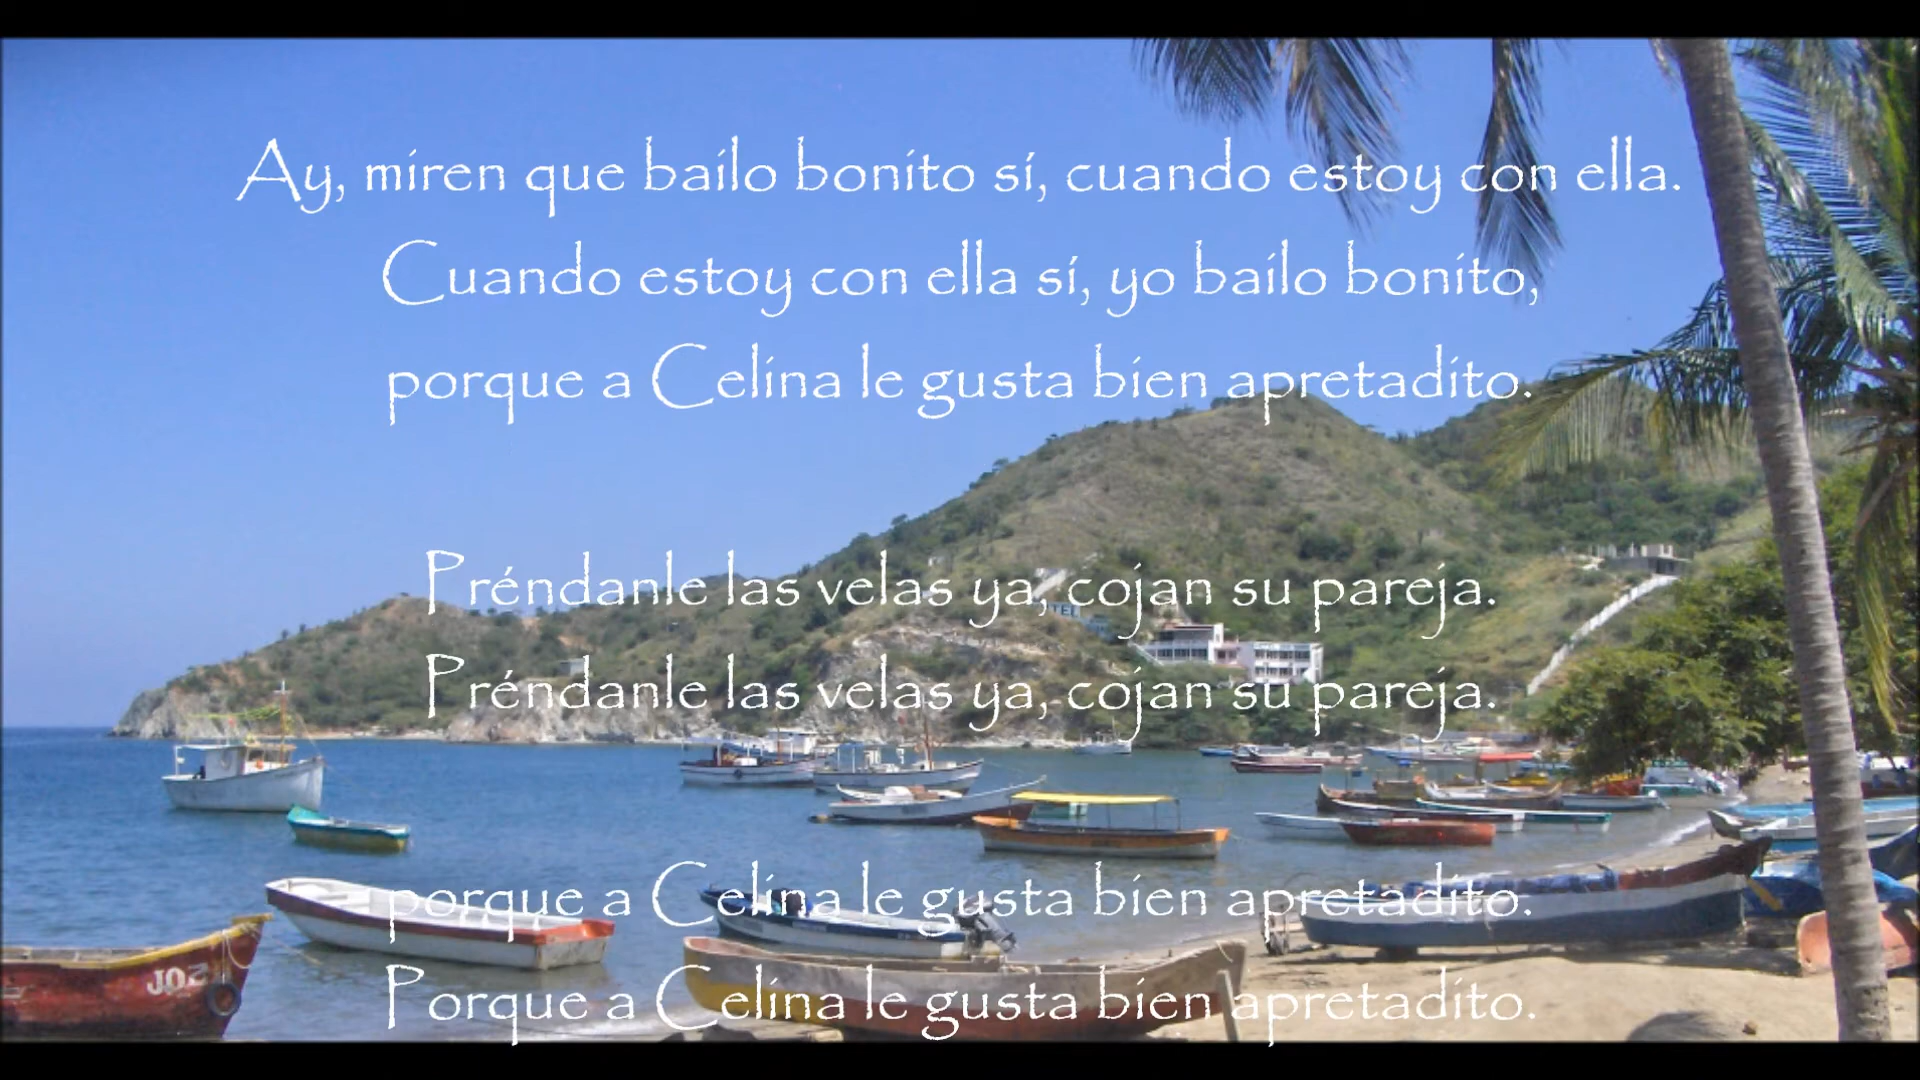 Ay, miren que bailo bonito sí, cuando estoy con ella.
Cuando estoy con ella sí, yo bailo bonito,
porque a Celina le gusta bien apretadito.
Préndanle las velas ya, cojan su pareja.
TEL
Préndanle las velas ya, cojan su pareja.
porque a Celina le gusta bien apretadito.
JO
Porque a Celina le gusta bien apretadito.